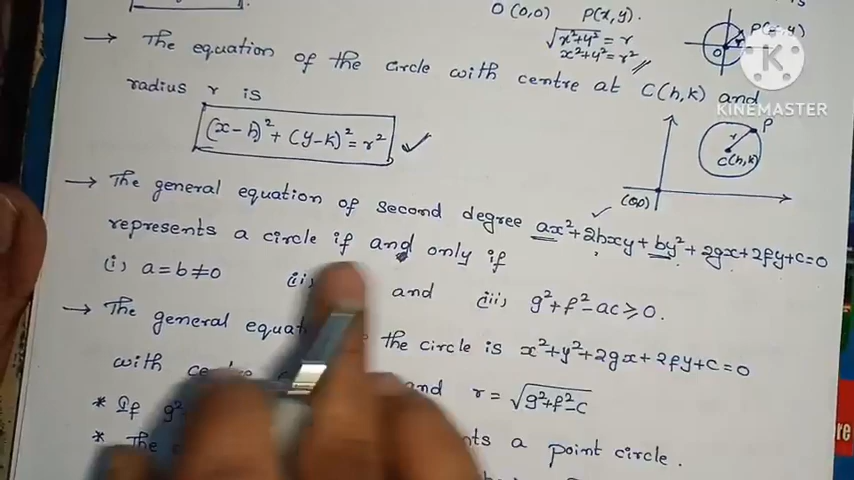 O (0,0) P(x,y).
√x²+y² = r
x²+y² = r²
→ The equation of the circle with centre at C(h,k) and
radius r is
(x-h)² + (y-k)² = r² ✓
P
r
C(h,k)
(0,0)
→ The general equation of second degree ax²+2hxy+by²+2gx+2fy+c=0
represents a circle if and only if
(i) a=b≠0 (ii) and (iii) g²+f²-ac≥0.
→ The general the circle is x²+y²+2gx+2fy+c=0
with and r = √g²+f²-c
* If g²
* The a point circle.
K
KINEMASTER